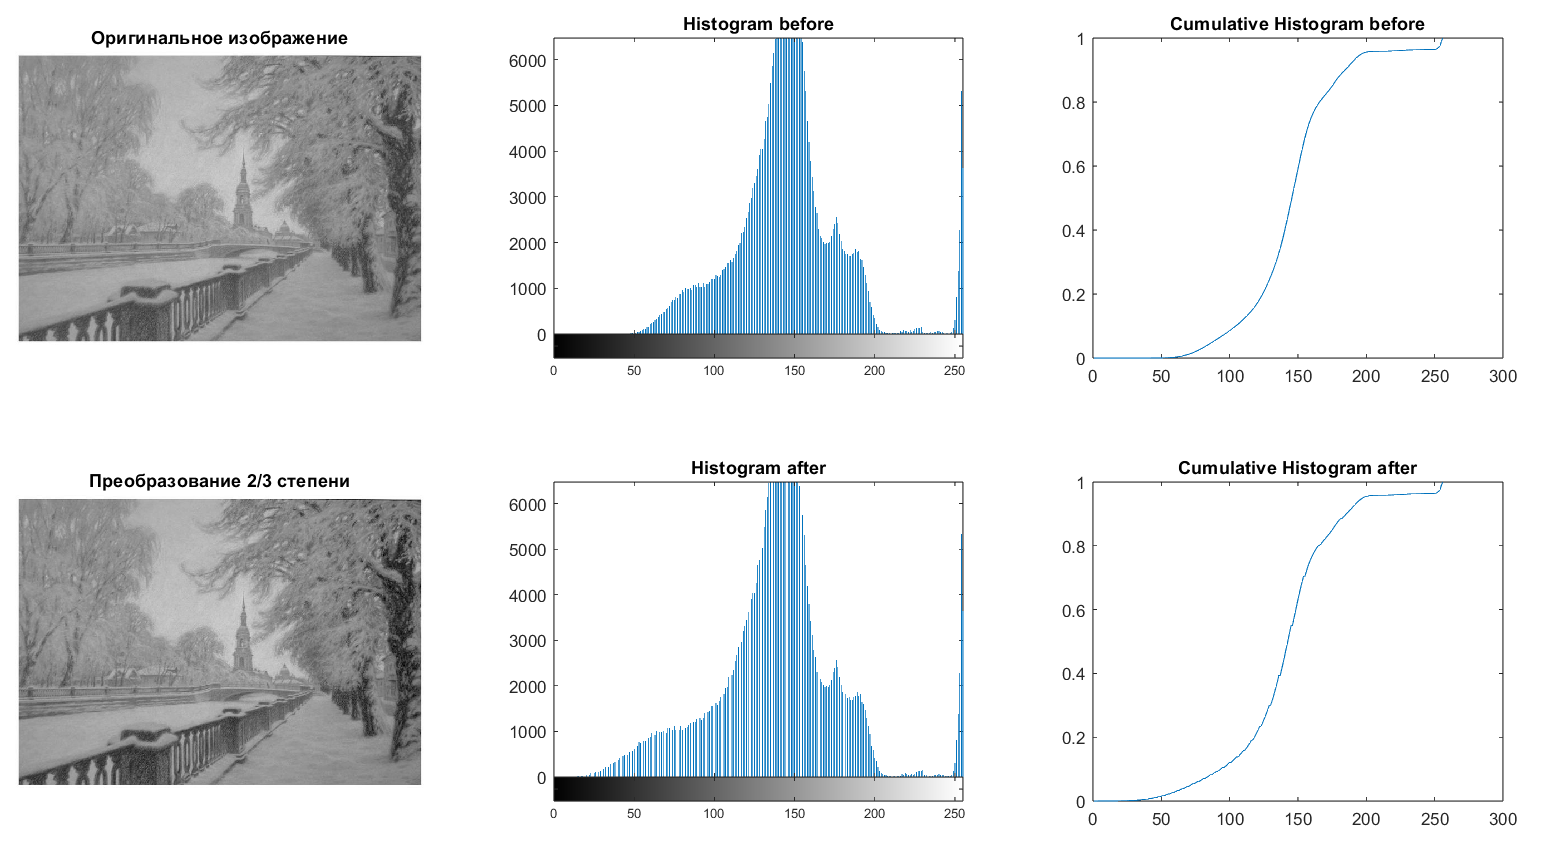 Оригинальное изображение
Histogram before
6000
5000
4000
3000
2000
1000
0
0 50 100 150 200 250
Cumulative Histogram before
1
0.8
0.6
0.4
0.2
0
0 50 100 150 200 250 300
Преобразование 2/3 степени
Histogram after
6000
5000
4000
3000
2000
1000
0
0 50 100 150 200 250
Cumulative Histogram after
1
0.8
0.6
0.4
0.2
0
0 50 100 150 200 250 300